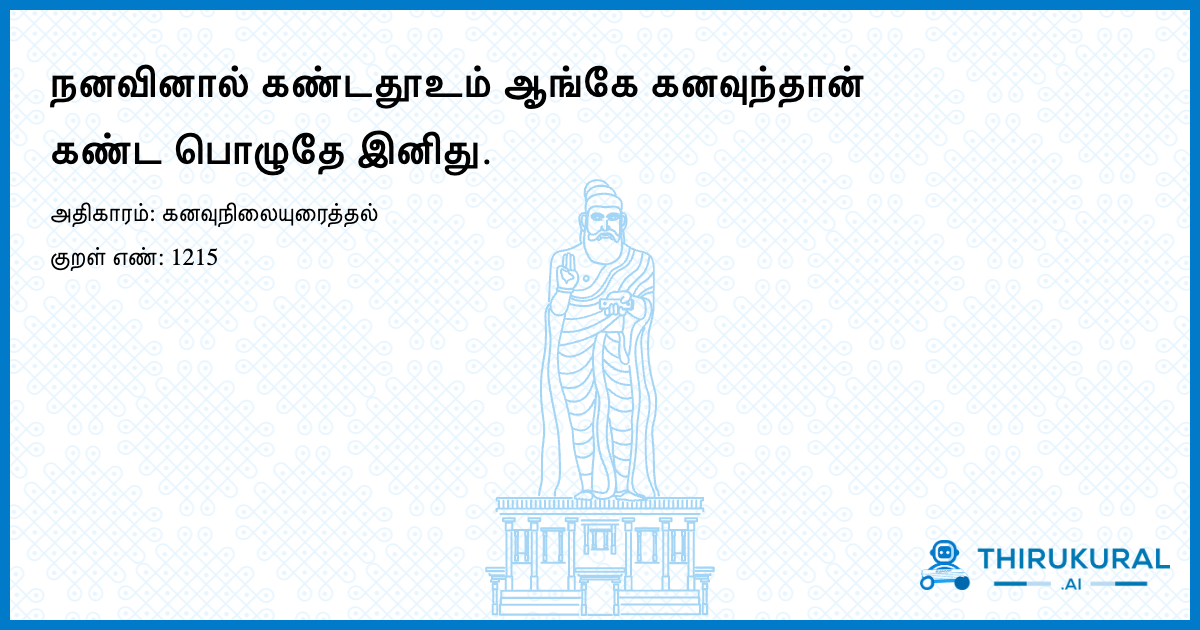 நனவினால் கண்டதூஉம் ஆங்கே கனவுந்தான்
கண்ட பொழுதே இனிது.
அதிகாரம்: கனவுநிலையுரைத்தல்
குறள் எண்: 1215
THIRUKURAL
.AI